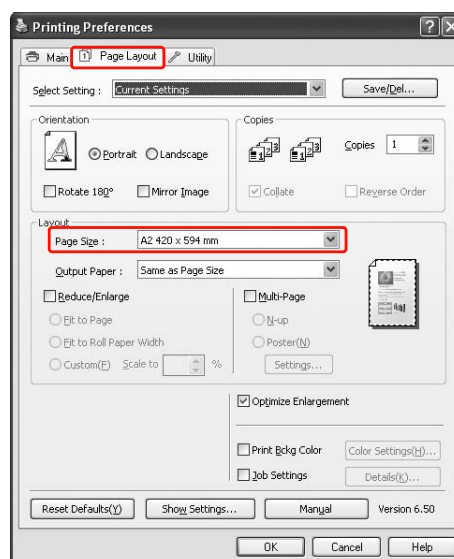 Printing Preferences
Main Page Layout Utility
Select Setting : Current Settings Save/Del...
Orientation Copies
Portrait Landscape Copies 1
Rotate 180° Mirror Image Collate Reverse Order
Layout
Page Size : A2 420 x 594 mm
Output Paper : Same as Page Size
Reduce/Enlarge Multi-Page
Fit to Page N-up
Fit to Roll Paper Width Poster(N)
Custom(F) Scale to % Settings...
Optimize Enlargement
Print Bckg Color Color Settings(H)...
Job Settings Details(K)...
Reset Defaults(Y) Show Settings... Manual Version 6.50
OK Cancel Help